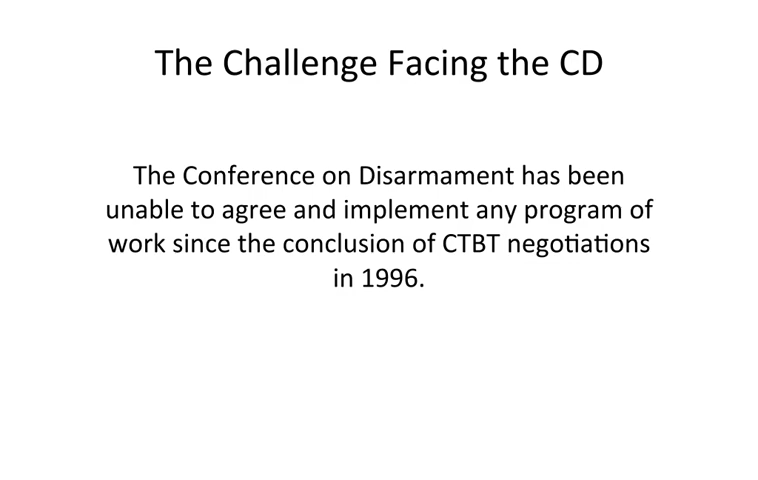 The Challenge Facing the CD
The Conference on Disarmament has been
unable to agree and implement any program of
work since the conclusion of CTBT negotiations
in 1996.